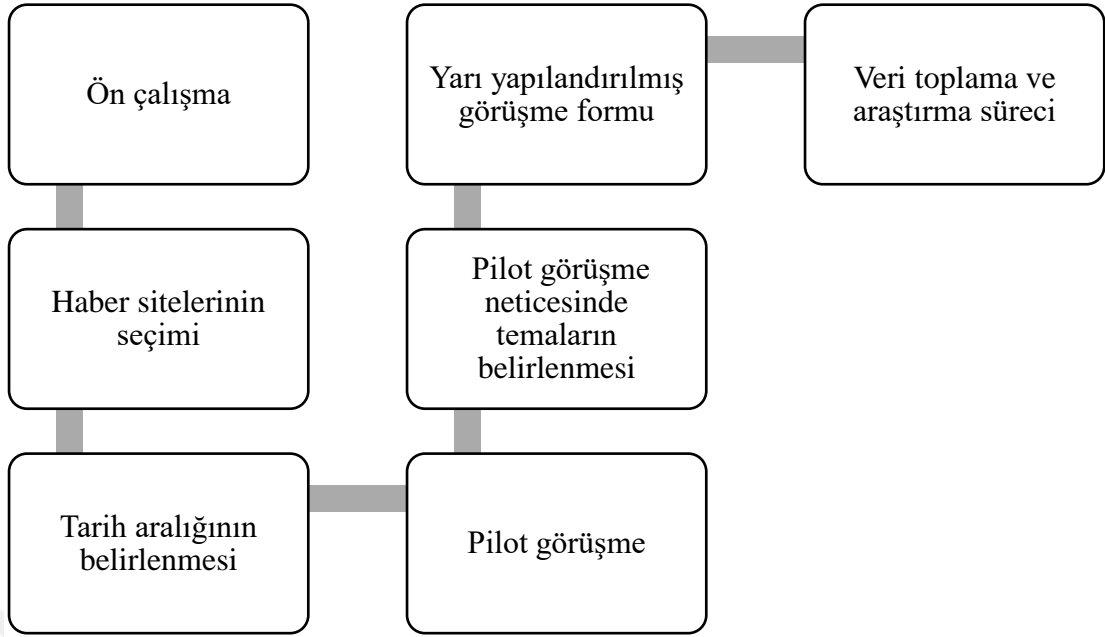 Ön çalışma
Haber sitelerinin
seçimi
Tarih aralığının
belirlenmesi
Pilot görüşme
Pilot görüşme
neticesinde
temaların
belirlenmesi
Yarı yapılandırılmış
görüşme formu
Veri toplama ve
araştırma süreci